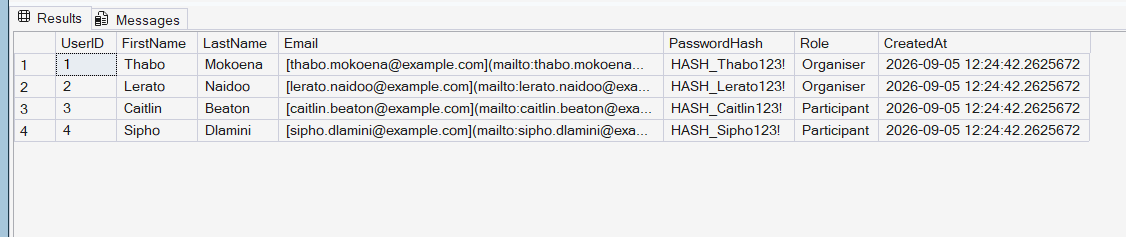 Results Messages
UserID FirstName LastName Email PasswordHash Role CreatedAt
1 1 Thabo Mokoena [thabo.mokoena@example.com](mailto:thabo.mokoena... HASH_Thabo123! Organiser 2026-09-05 12:24:42.2625672
2 2 Lerato Naidoo [lerato.naidoo@example.com](mailto:lerato.naidoo@exa... HASH_Lerato123! Organiser 2026-09-05 12:24:42.2625672
3 3 Caitlin Beaton [caitlin.beaton@example.com](mailto:caitlin.beaton@exa... HASH_Caitlin123! Participant 2026-09-05 12:24:42.2625672
4 4 Sipho Dlamini [sipho.dlamini@example.com](mailto:sipho.dlamini@exa... HASH_Sipho123! Participant 2026-09-05 12:24:42.2625672